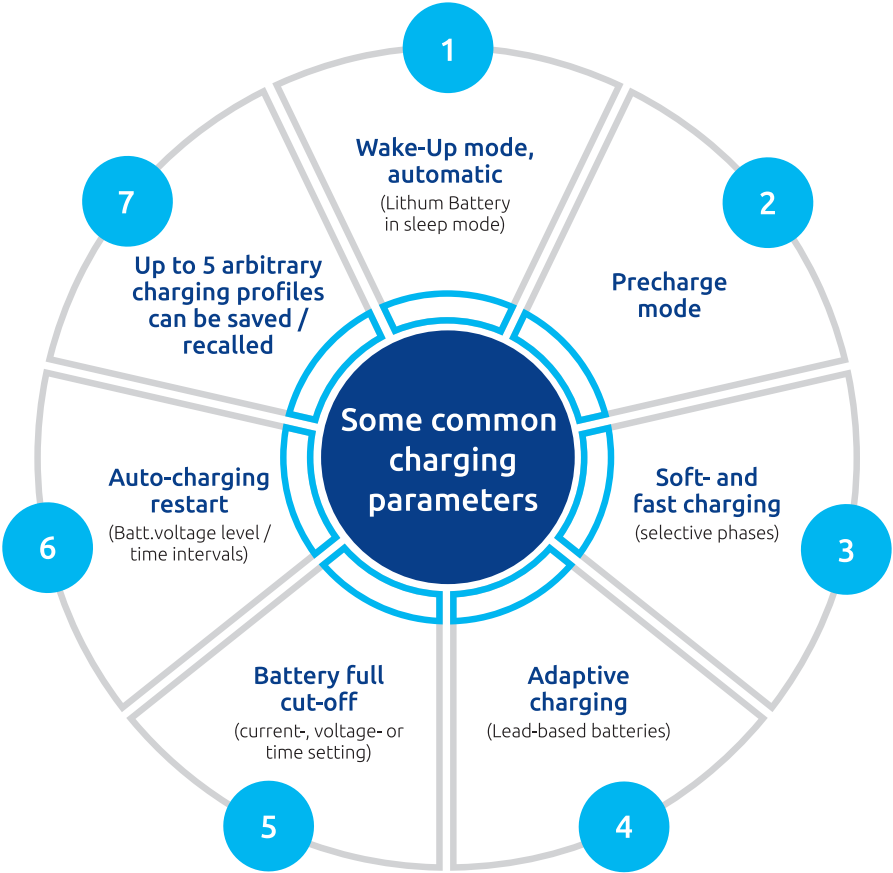 Some common
charging
parameters
1
Wake-Up mode,
automatic
(Lithum Battery
in sleep mode)
2
Precharge
mode
3
Soft- and
fast charging
(selective phases)
4
Adaptive
charging
(Lead-based batteries)
5
Battery full
cut-off
(current-, voltage- or
time setting)
6
Auto-charging
restart
(Batt.voltage level /
time intervals)
7
Up to 5 arbitrary
charging profiles
can be saved /
recalled